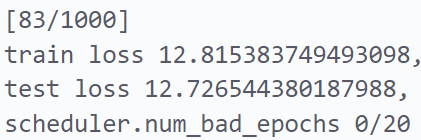 [83/1000]
train loss 12.815383749493098,
test loss 12.726544380187988,
scheduler.num_bad_epochs 0/20